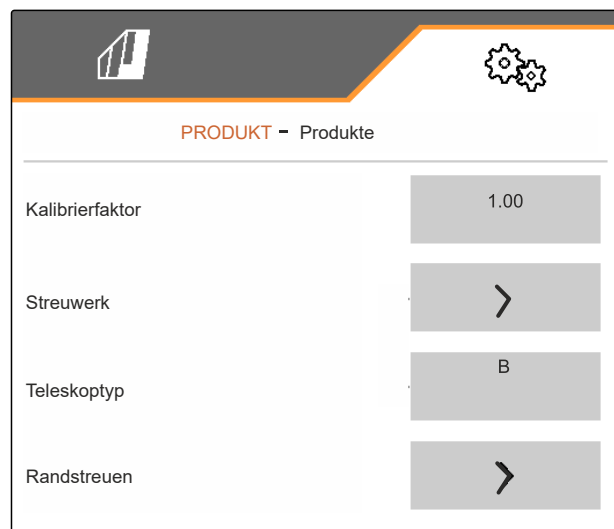 PRODUKT - Produkte
Kalibrierfaktor
1.00
Streuwerk
Teleskoptyp
B
Randstreuen